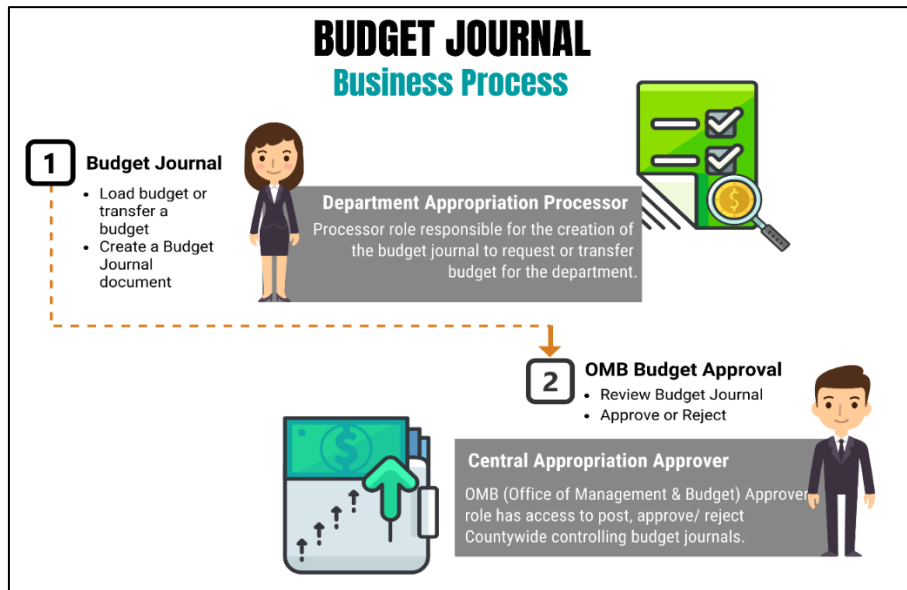 BUDGET JOURNAL
Business Process
1
Budget Journal
• Load budget or
transfer a
budget
• Create a Budget
Journal
document
Department Appropriation Processor
Processor role responsible for the creation of
the budget journal to request or transfer
budget for the department.
$
2
OMB Budget Approval
• Review Budget Journal
• Approve or Reject
$
Central Appropriation Approver
OMB (Office of Management & Budget) Approver
role has access to post, approve/ reject
Countywide controlling budget journals.